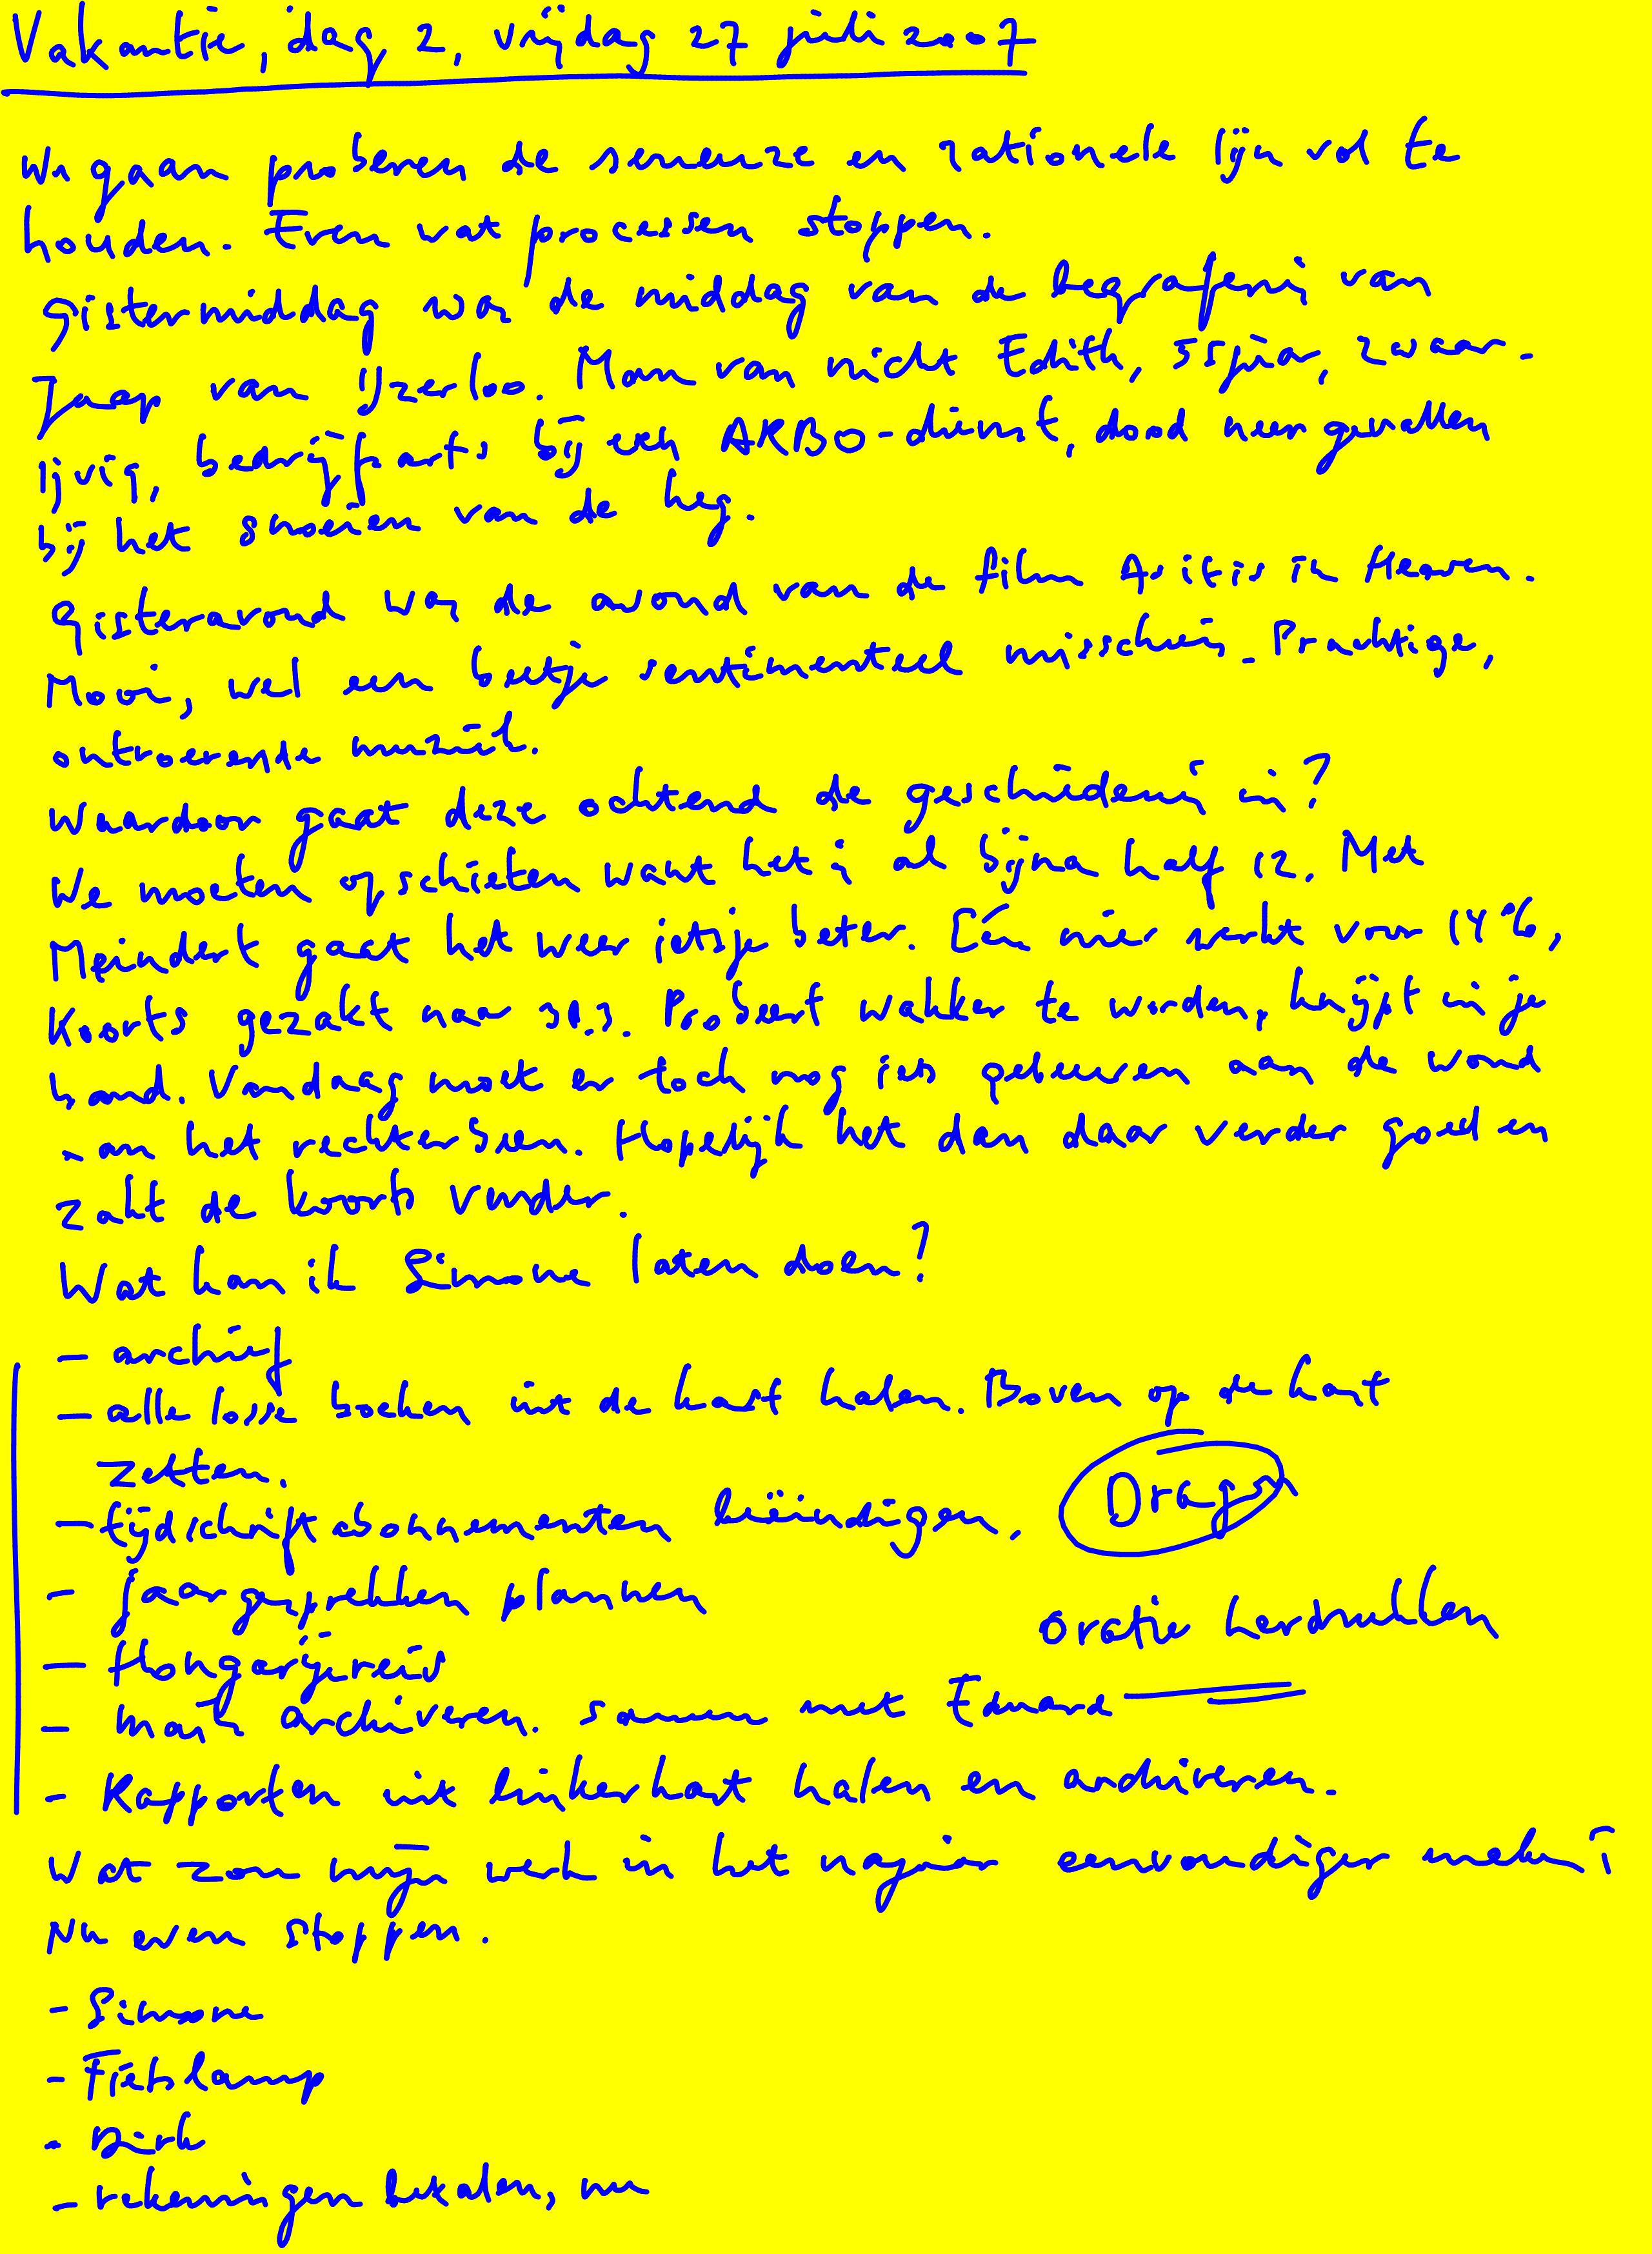 Vakantie, dag 2, vrijdag 27 juli 2007
We gaan proberen de serieuze en rationele lijn vol te
houden. Even wat processen stoppen.
Gistermiddag was de middag van de begrafenis van
Jaap van IJzerloo. Man van nicht Edith, 55 jaar, zwaar-
lijvig, bedrijfsarts bij een ARBO-dienst, dood neergevallen
bij het snoeien van de heg.
Gisteravond was de avond van de film As it is in Heaven.
Mooi, wel een beetje sentimenteel misschien. Prachtige,
ontroerende muziek.
Waardoor gaat deze ochtend de geschiedenis in?
We moeten opschieten want het is al bijna half 12. Met
Meindert gaat het weer ietsje beter. Eén nier werkt voor 14%,
Koorts gezakt naar 38.3. Probeert wakker te worden, knijpt in je
hand. Vandaag moet er toch nog iets gebeuren aan de wond
- an het rechterbeen. Hopelijk het dan daar verder goed en
zakt de koorts verder.
Wat kan ik Simone laten doen?
- archief
- alle losse boeken uit de kast halen. Boven op de kast
zetten.
- tijdschriftabonnementen beëindigen. Dragon
- jaargesprekken plannen
oratie herdrukken
- Hongarijereis
- mails archiveren. samen met Eduard
- Rapporten uit linkerkast halen en archiveren.
Wat zou mijn werk in het najaar eenvoudiger maken?
Nu even stoppen.
- Simone
- Fietslamp
- Dirk
- rekeningen betalen, nu